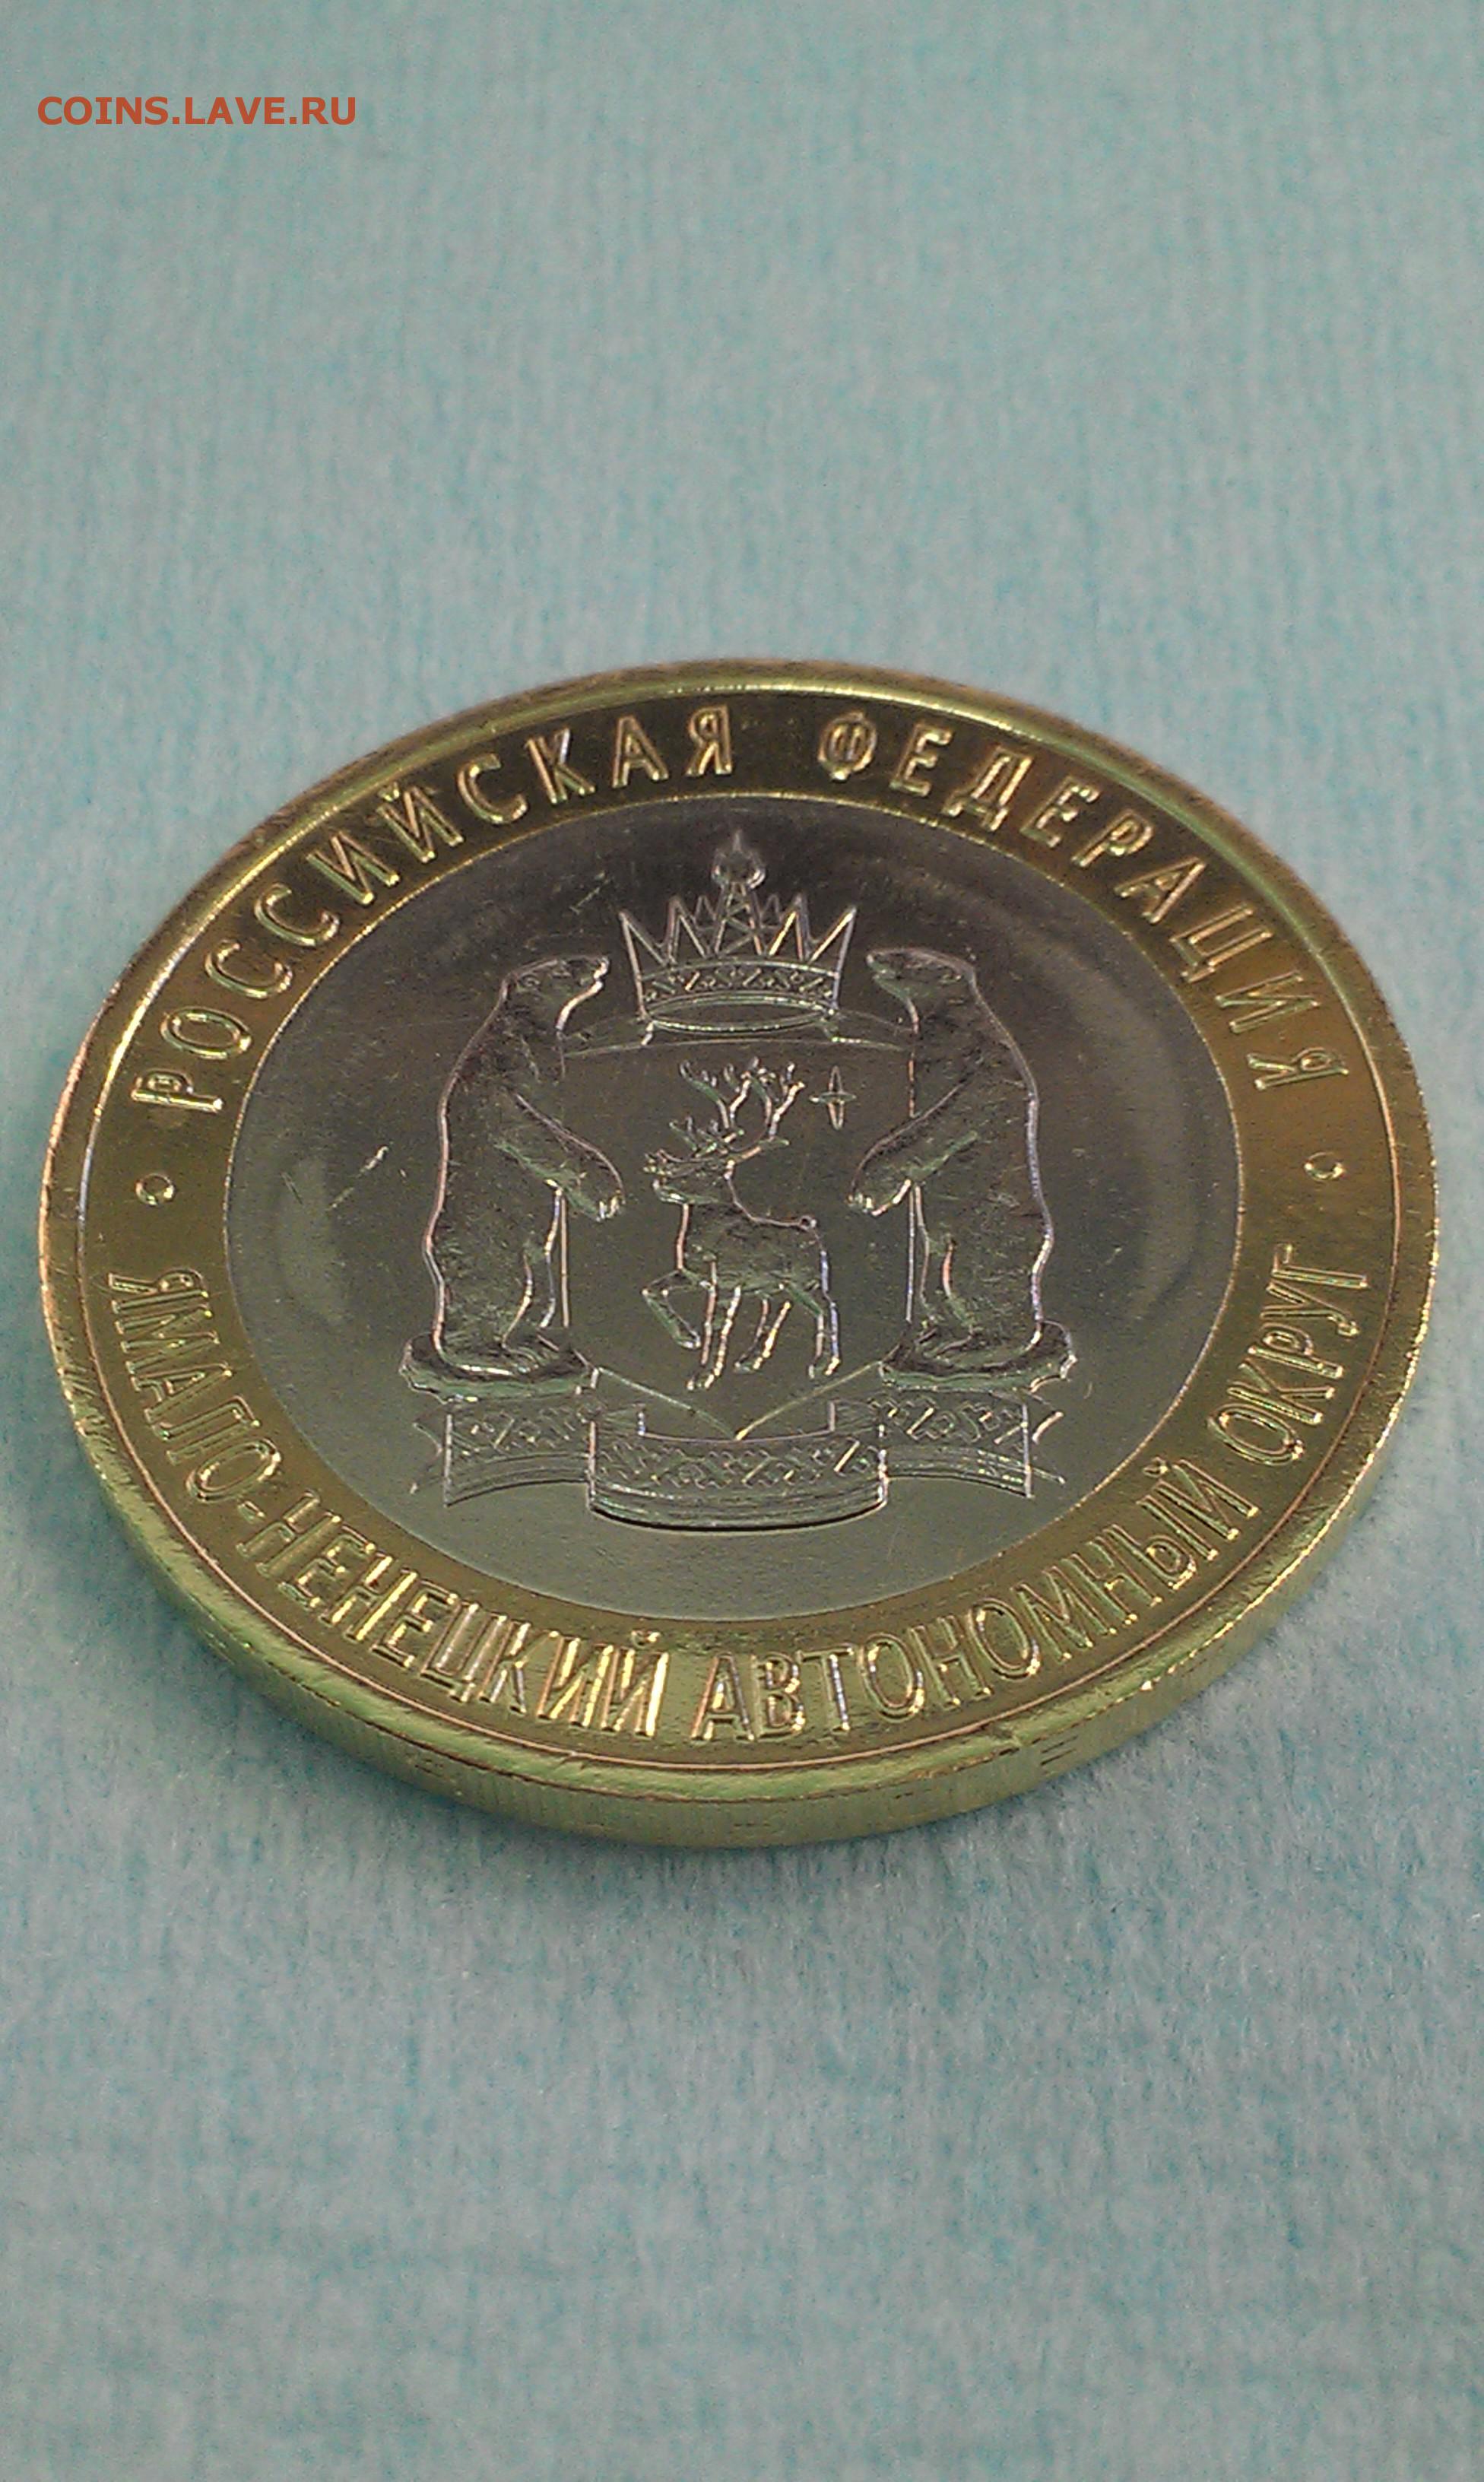 COINS.LAVE.RU
РОССИЙСКАЯ ФЕДЕРАЦИЯ
ЯМАЛО-НЕНЕЦКИЙ АВТОНОМНЫЙ ОКРУГ